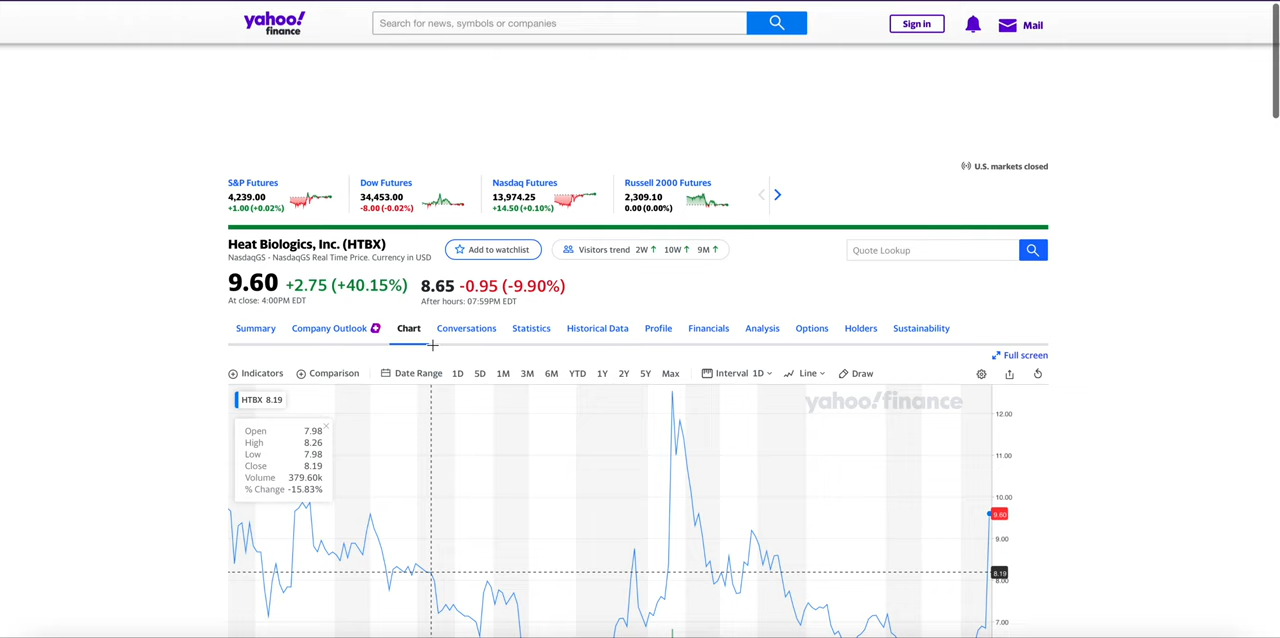 yahoo! finance
Search for news, symbols or companies
Sign in
Mail
U.S. markets closed
S&P Futures
4,239.00
+1.00 (+0.02%)
Dow Futures
34,453.00
-8.00 (-0.02%)
Nasdaq Futures
13,974.25
+14.50 (+0.10%)
Russell 2000 Futures
2,309.10
0.00 (0.00%)
Heat Biologics, Inc. (HTBX)
NasdaqGS - NasdaqGS Real Time Price. Currency in USD
Add to watchlist
Visitors trend 2W 10W 9M
Quote Lookup
9.60 +2.75 (+40.15%)
At close: 4:00PM EDT
8.65 -0.95 (-9.90%)
After hours: 07:59PM EDT
Summary Company Outlook Chart Conversations Statistics Historical Data Profile Financials Analysis Options Holders Sustainability
Full screen
Indicators Comparison Date Range 1D 5D 1M 3M 6M YTD 1Y 2Y 5Y Max Interval 1D Line Draw
HTBX 8.19
yahoo!finance
Open 7.98
High 8.26
Low 7.98
Close 8.19
Volume 379.60k
% Change -15.83%
12.00
11.00
10.00
9.60
9.00
8.19
8.00
7.00